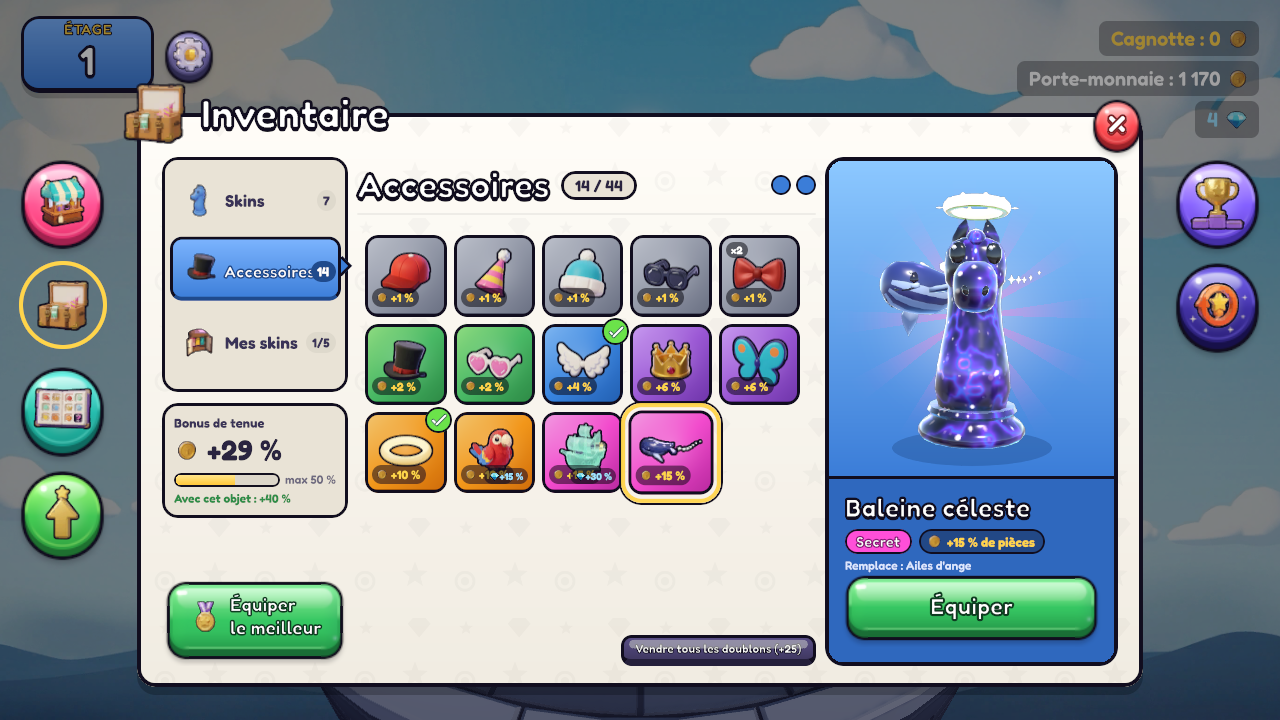 ÉTAGE
1
Cagnotte : 0
Porte-monnaie : 1 170
4
Inventaire
Skins 7
Accessoires 14
Mes skins 1/5
Bonus de tenue
+29 %
max 50 %
Avec cet objet : +40 %
Équiper
le meilleur
Accessoires 14 / 44
+1 % +1 % +1 % +1 % x2 +1 %
+2 % +2 % +4 % +6 % +6 %
+10 % +15 % +30 % +15 %
Vendre tous les doublons (+25)
Baleine céleste
Secret +15 % de pièces
Remplace : Ailes d'ange
Équiper